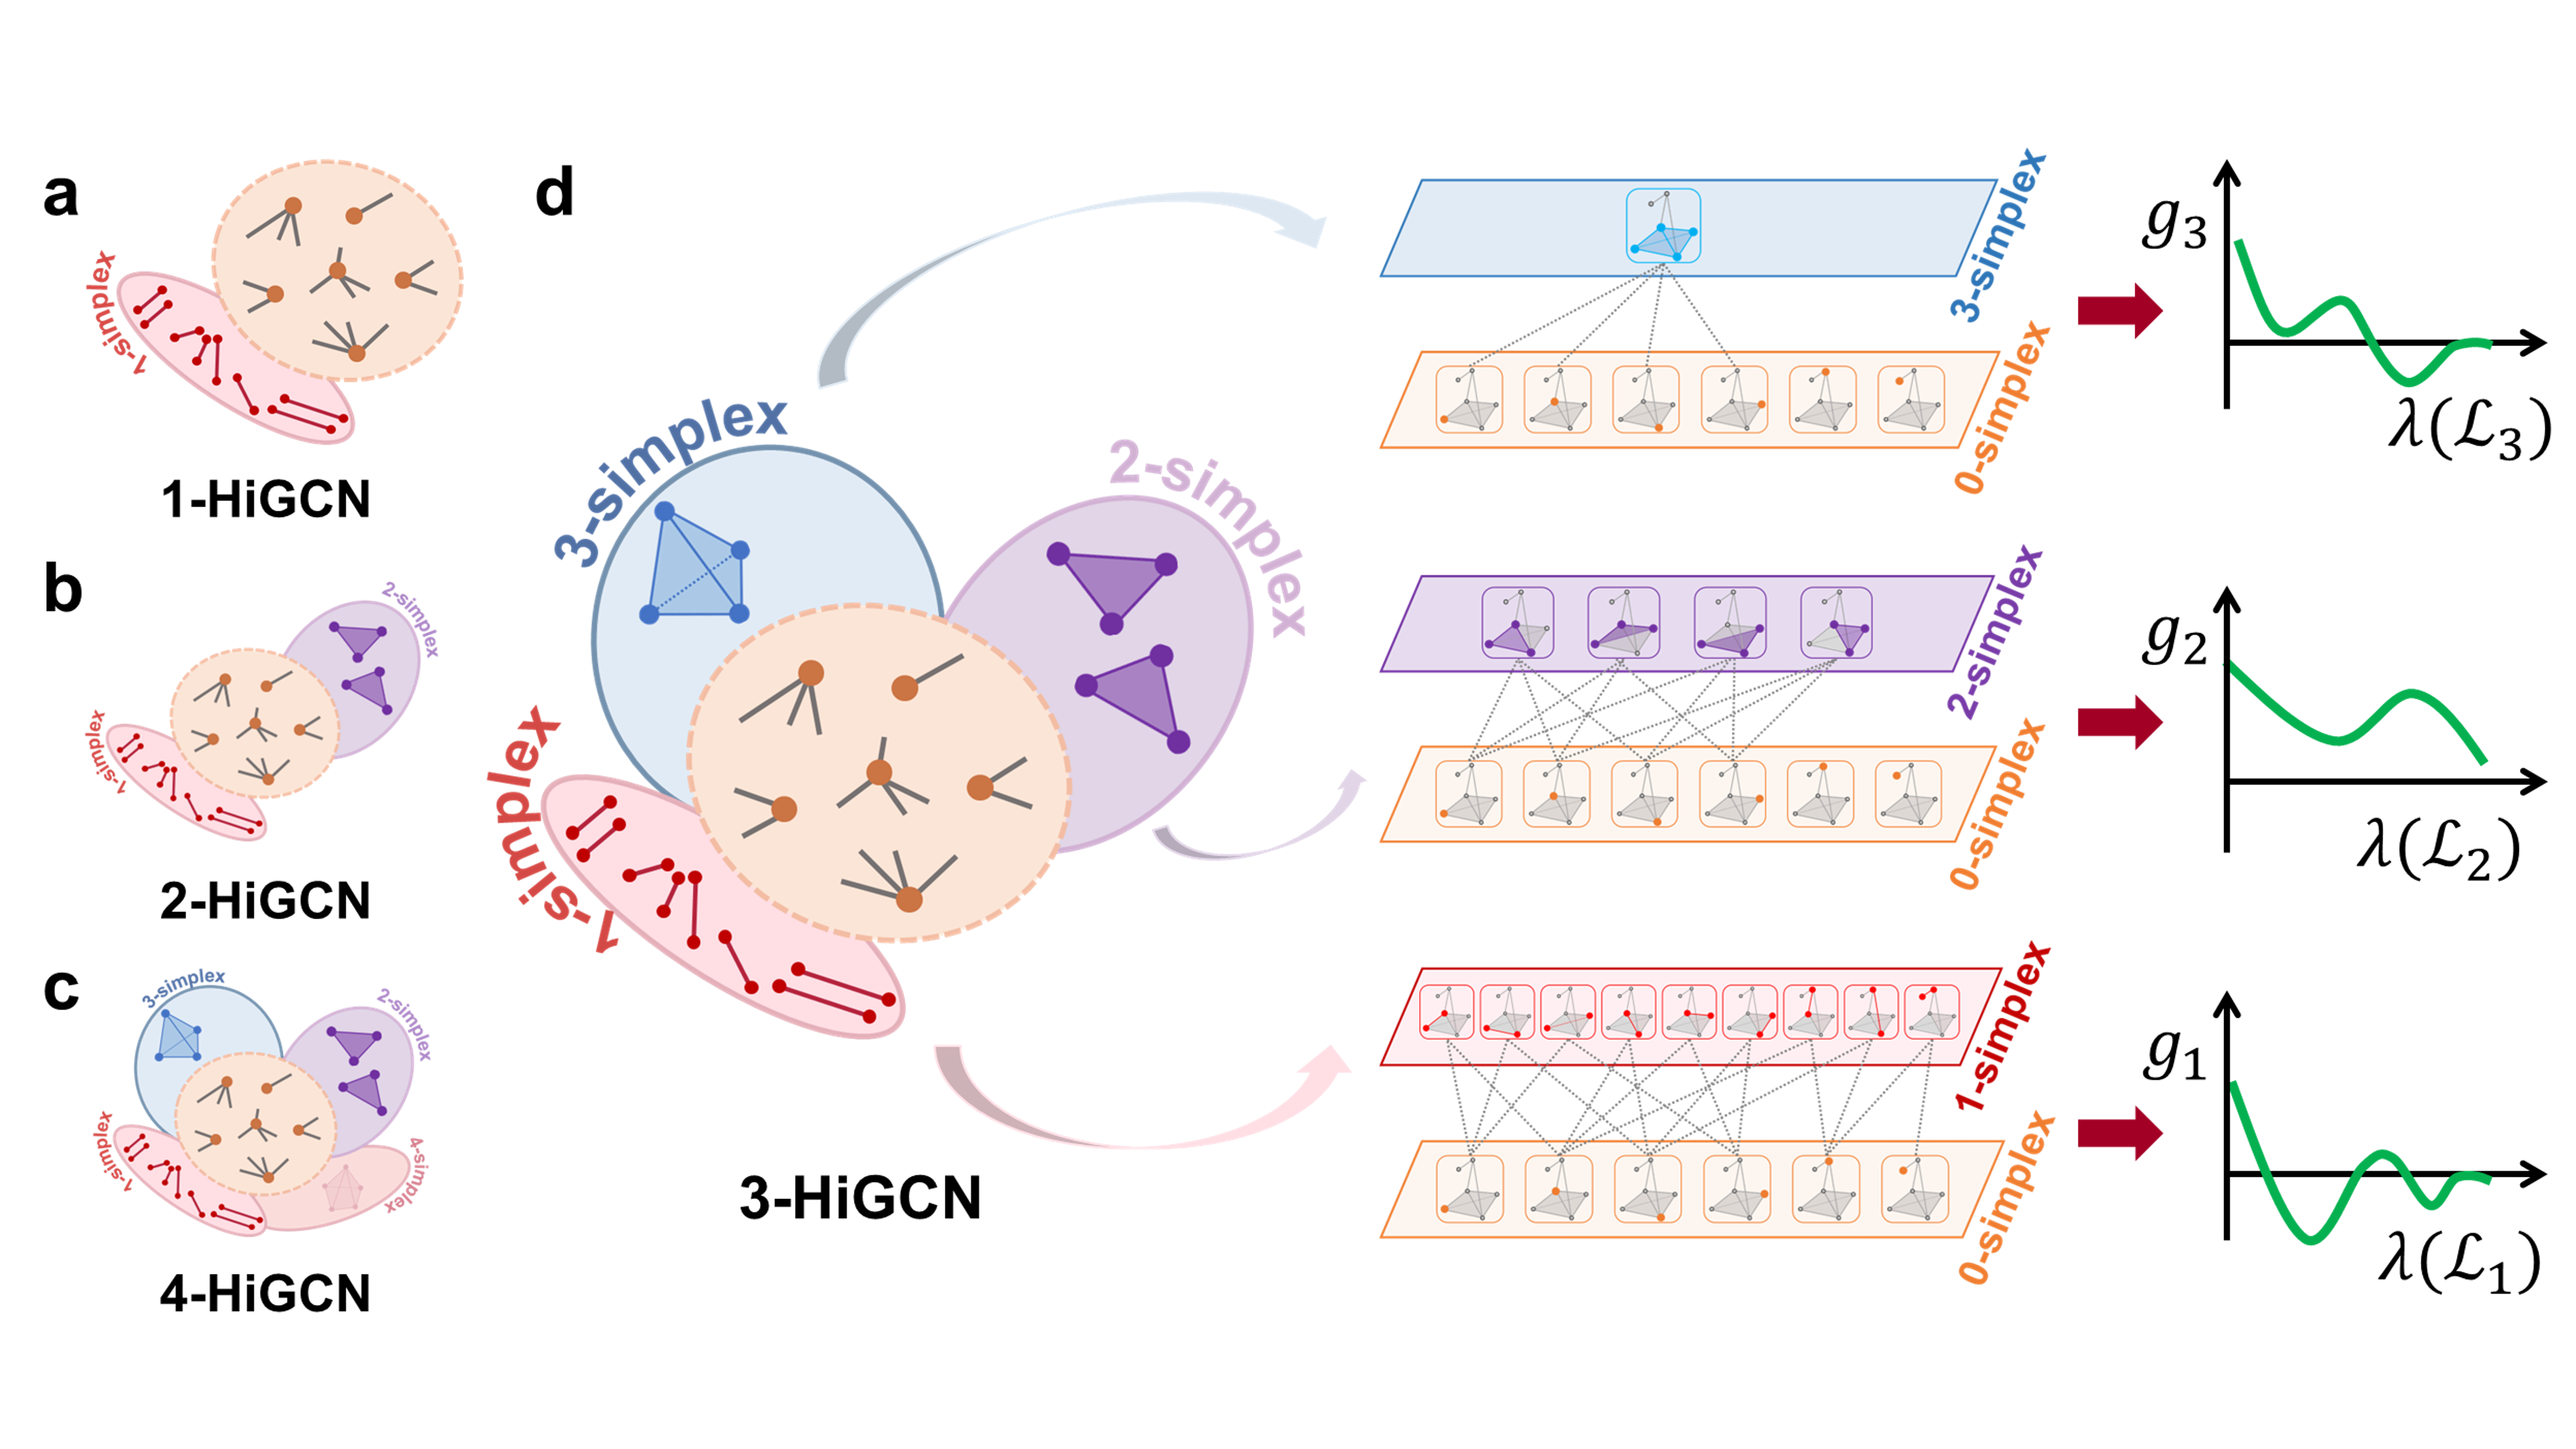 a
1-simplex
1-HiGCN
b
2-simplex
1-simplex
2-HiGCN
c
3-simplex
2-simplex
1-simplex
4-simplex
4-HiGCN
d
3-simplex
2-simplex
1-simplex
3-HiGCN
3-simplex
0-simplex
g₃
λ(ℒ₃)
2-simplex
0-simplex
g₂
λ(ℒ₂)
1-simplex
0-simplex
g₁
λ(ℒ₁)